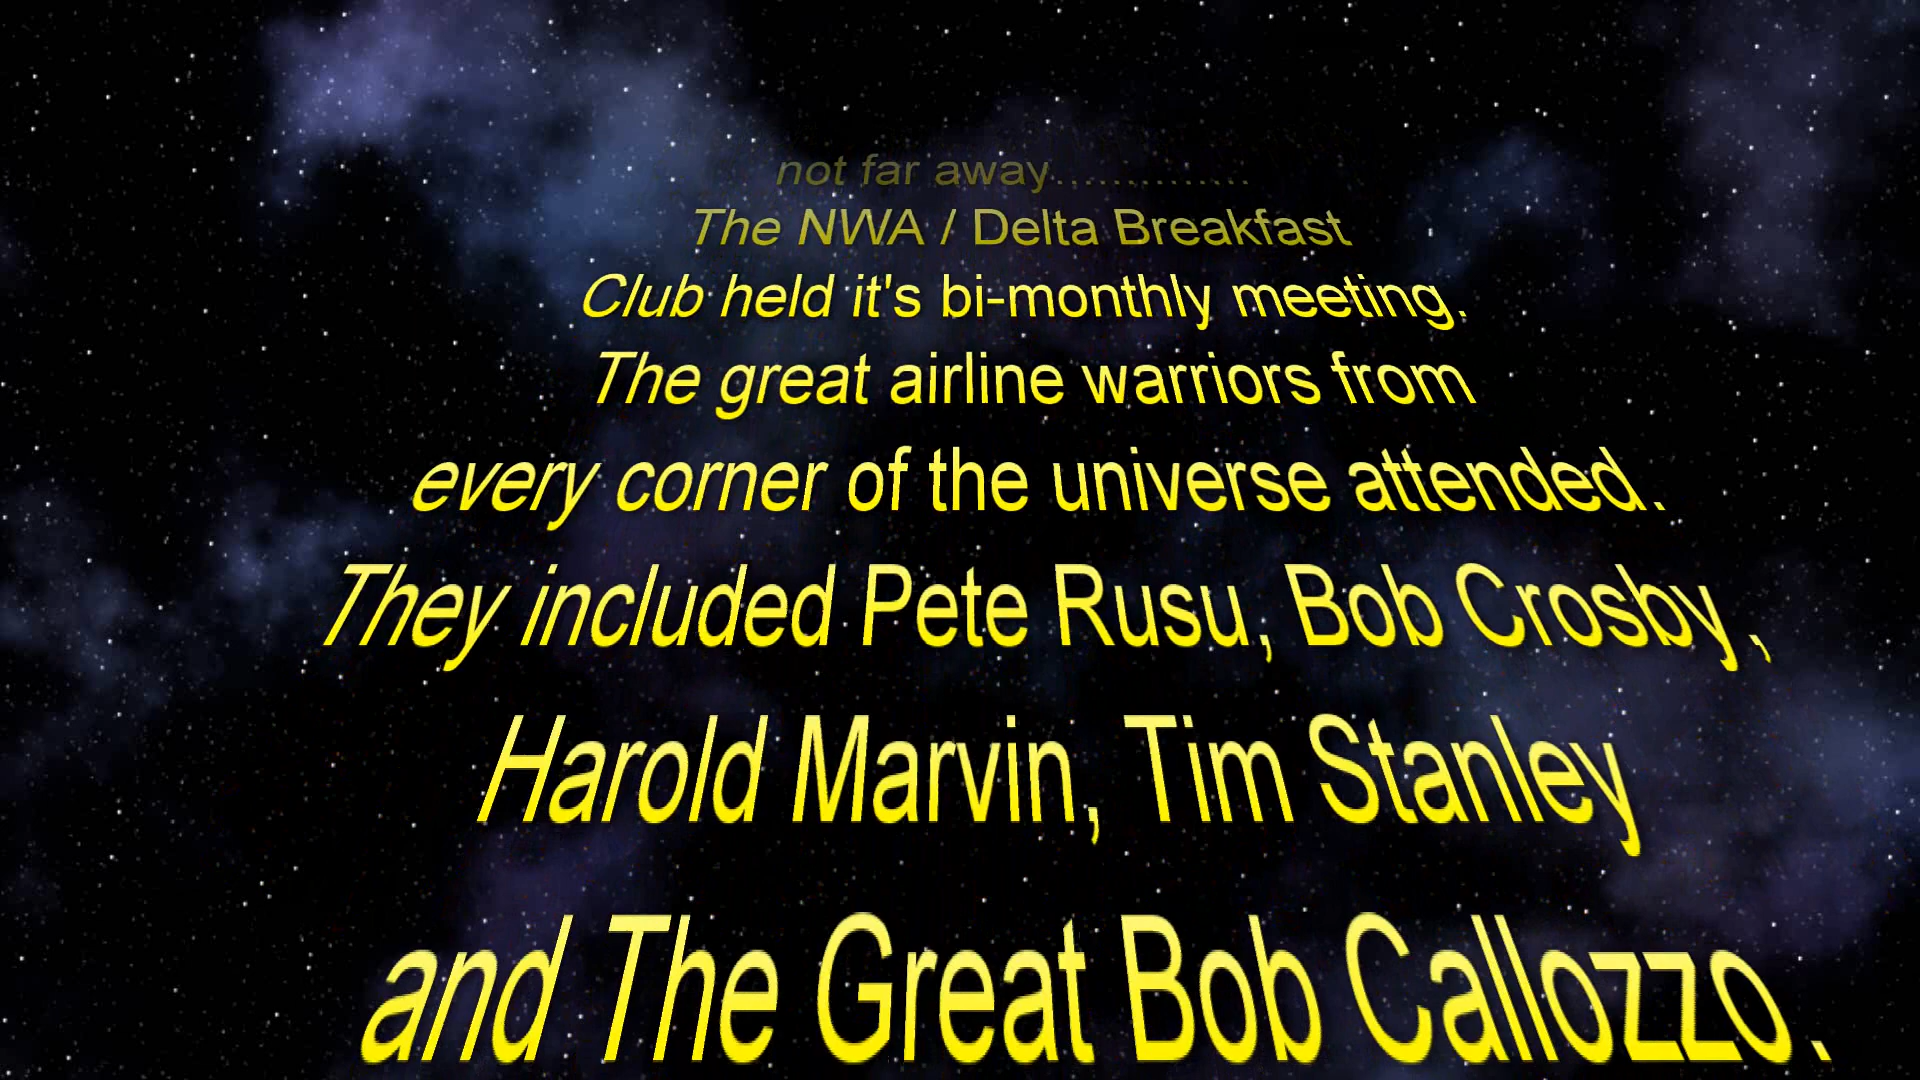 not far away..............
The NWA / Delta Breakfast
Club held it's bi-monthly meeting.
The great airline warriors from
every corner of the universe attended.
They included Pete Rusu, Bob Crosby ,
Harold Marvin, Tim Stanley
and The Great Bob Callozzo.